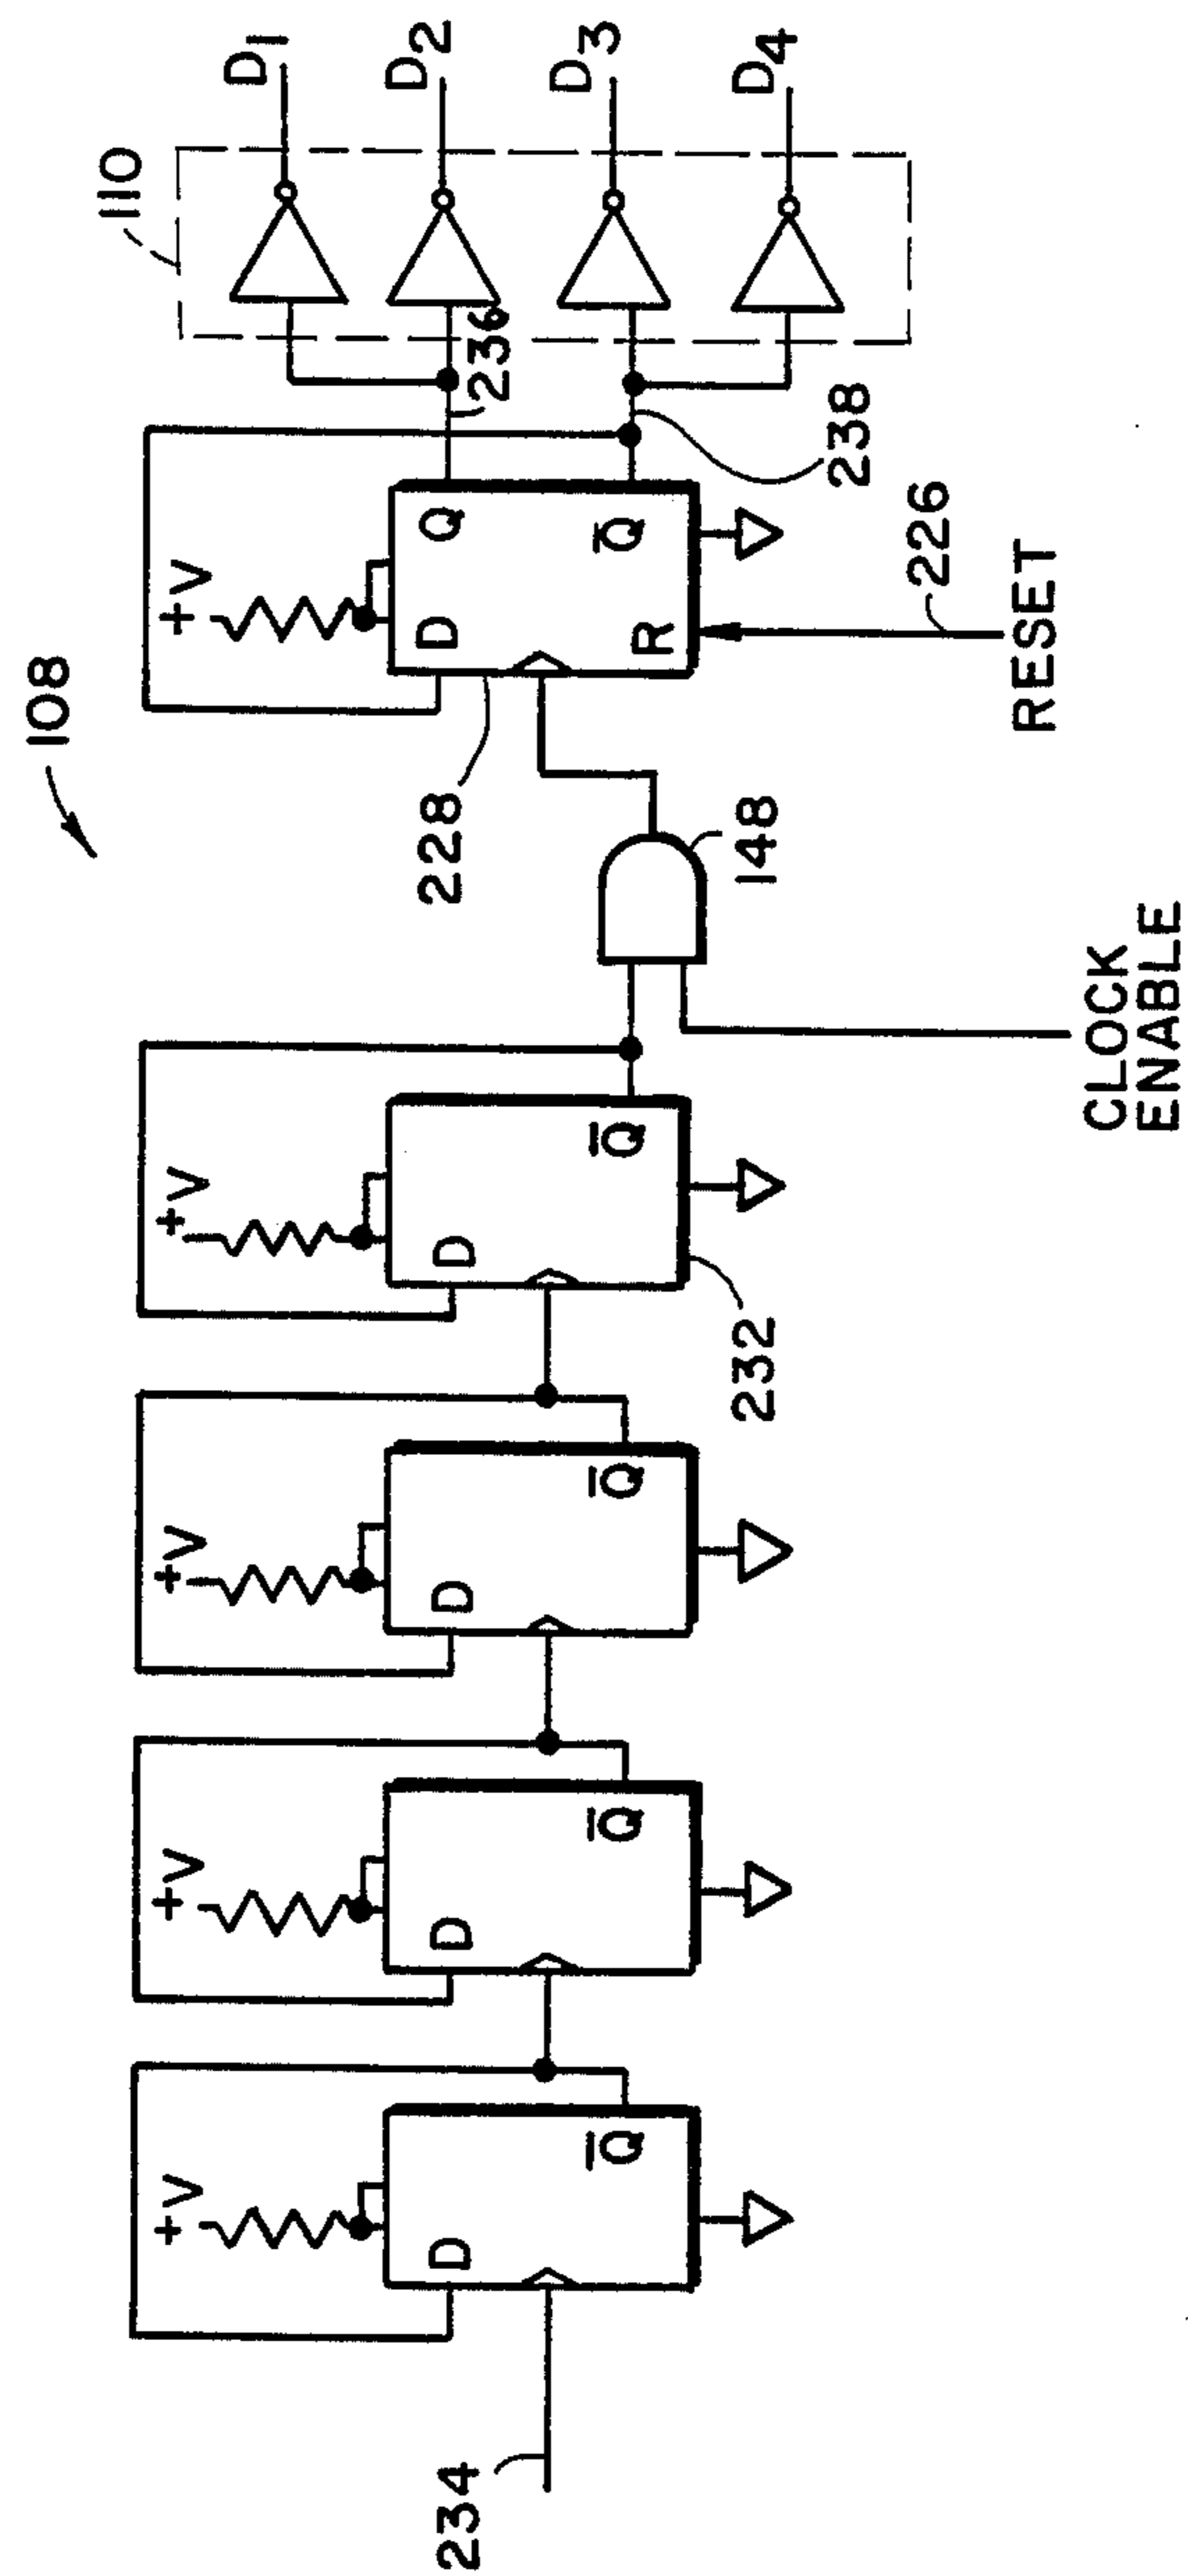 108
110
+V
+V
+V
+V
+V
D1
D2
D3
D4
D
Q̅
D
Q̅
D
Q̅
D
Q̅
D
Q
R
Q̅
234
232
148
228
236
238
226
CLOCK
ENABLE
RESET